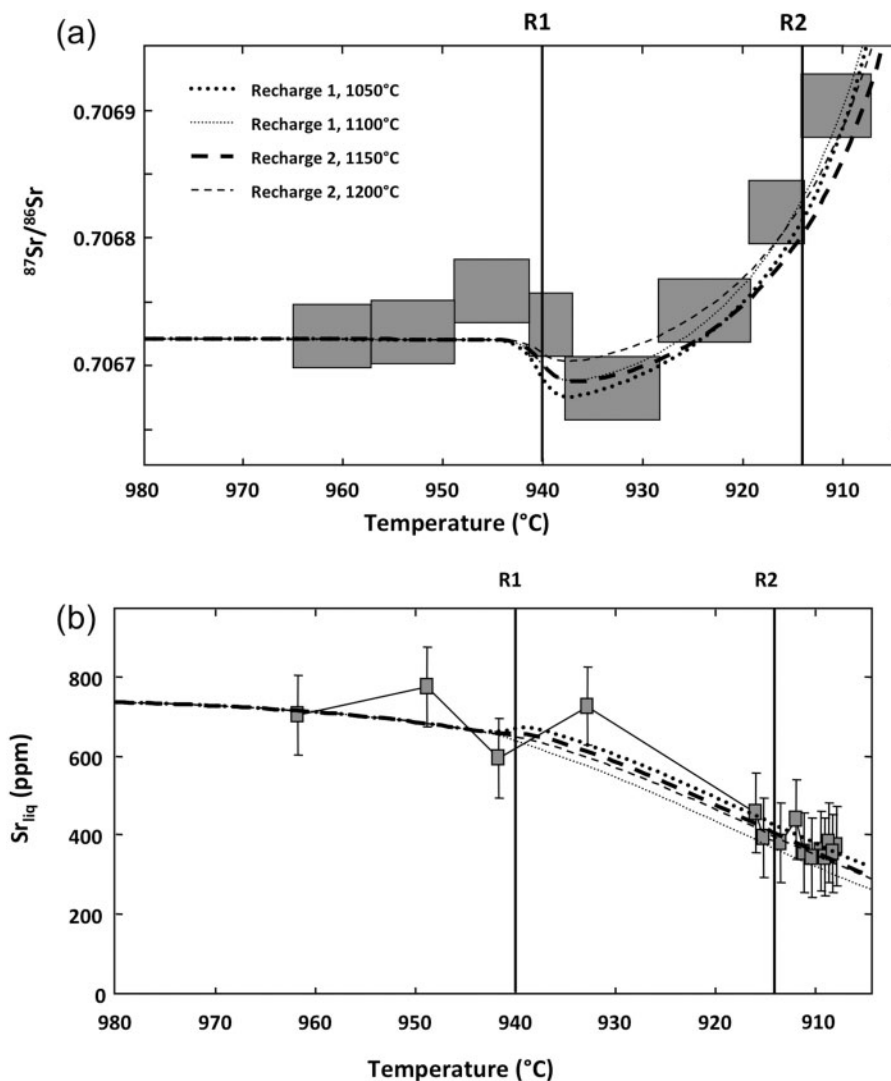 (a)
R1 R2
0.7069
0.7068
0.7067
⁸⁷Sr/⁸⁶Sr
Recharge 1, 1050°C
Recharge 1, 1100°C
Recharge 2, 1150°C
Recharge 2, 1200°C
980 970 960 950 940 930 920 910
Temperature (°C)
(b)
R1 R2
800
600
400
200
0
Srliq (ppm)
980 970 960 950 940 930 920 910
Temperature (°C)